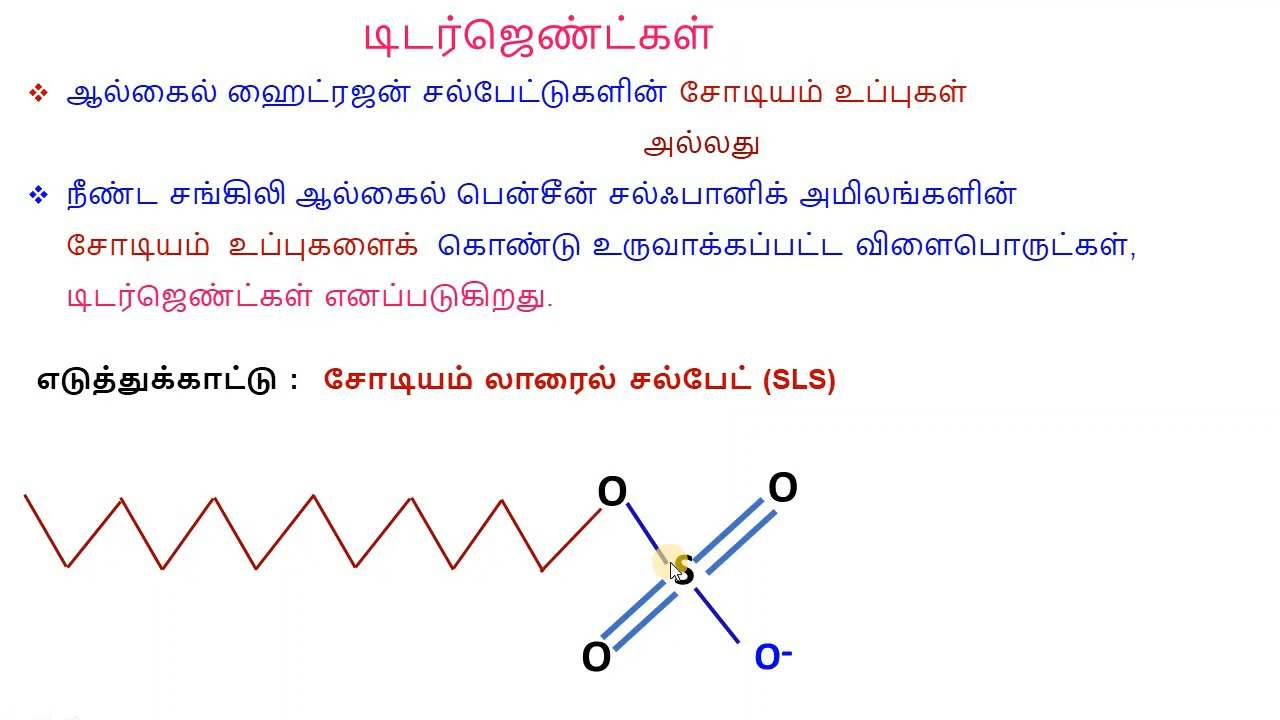 டிடர்ஜெண்ட்கள்
ஆல்கைல் ஹைட்ரஜன் சல்பேட்டுகளின் சோடியம் உப்புகள்
அல்லது
நீண்ட சங்கிலி ஆல்கைல் பென்சீன் சல்ஃபானிக் அமிலங்களின்
சோடியம் உப்புகளைக் கொண்டு உருவாக்கப்பட்ட விளைபொருட்கள்,
டிடர்ஜெண்ட்கள் எனப்படுகிறது.
எடுத்துக்காட்டு : சோடியம் லாரைல் சல்பேட் (SLS)
O O
S
O O-